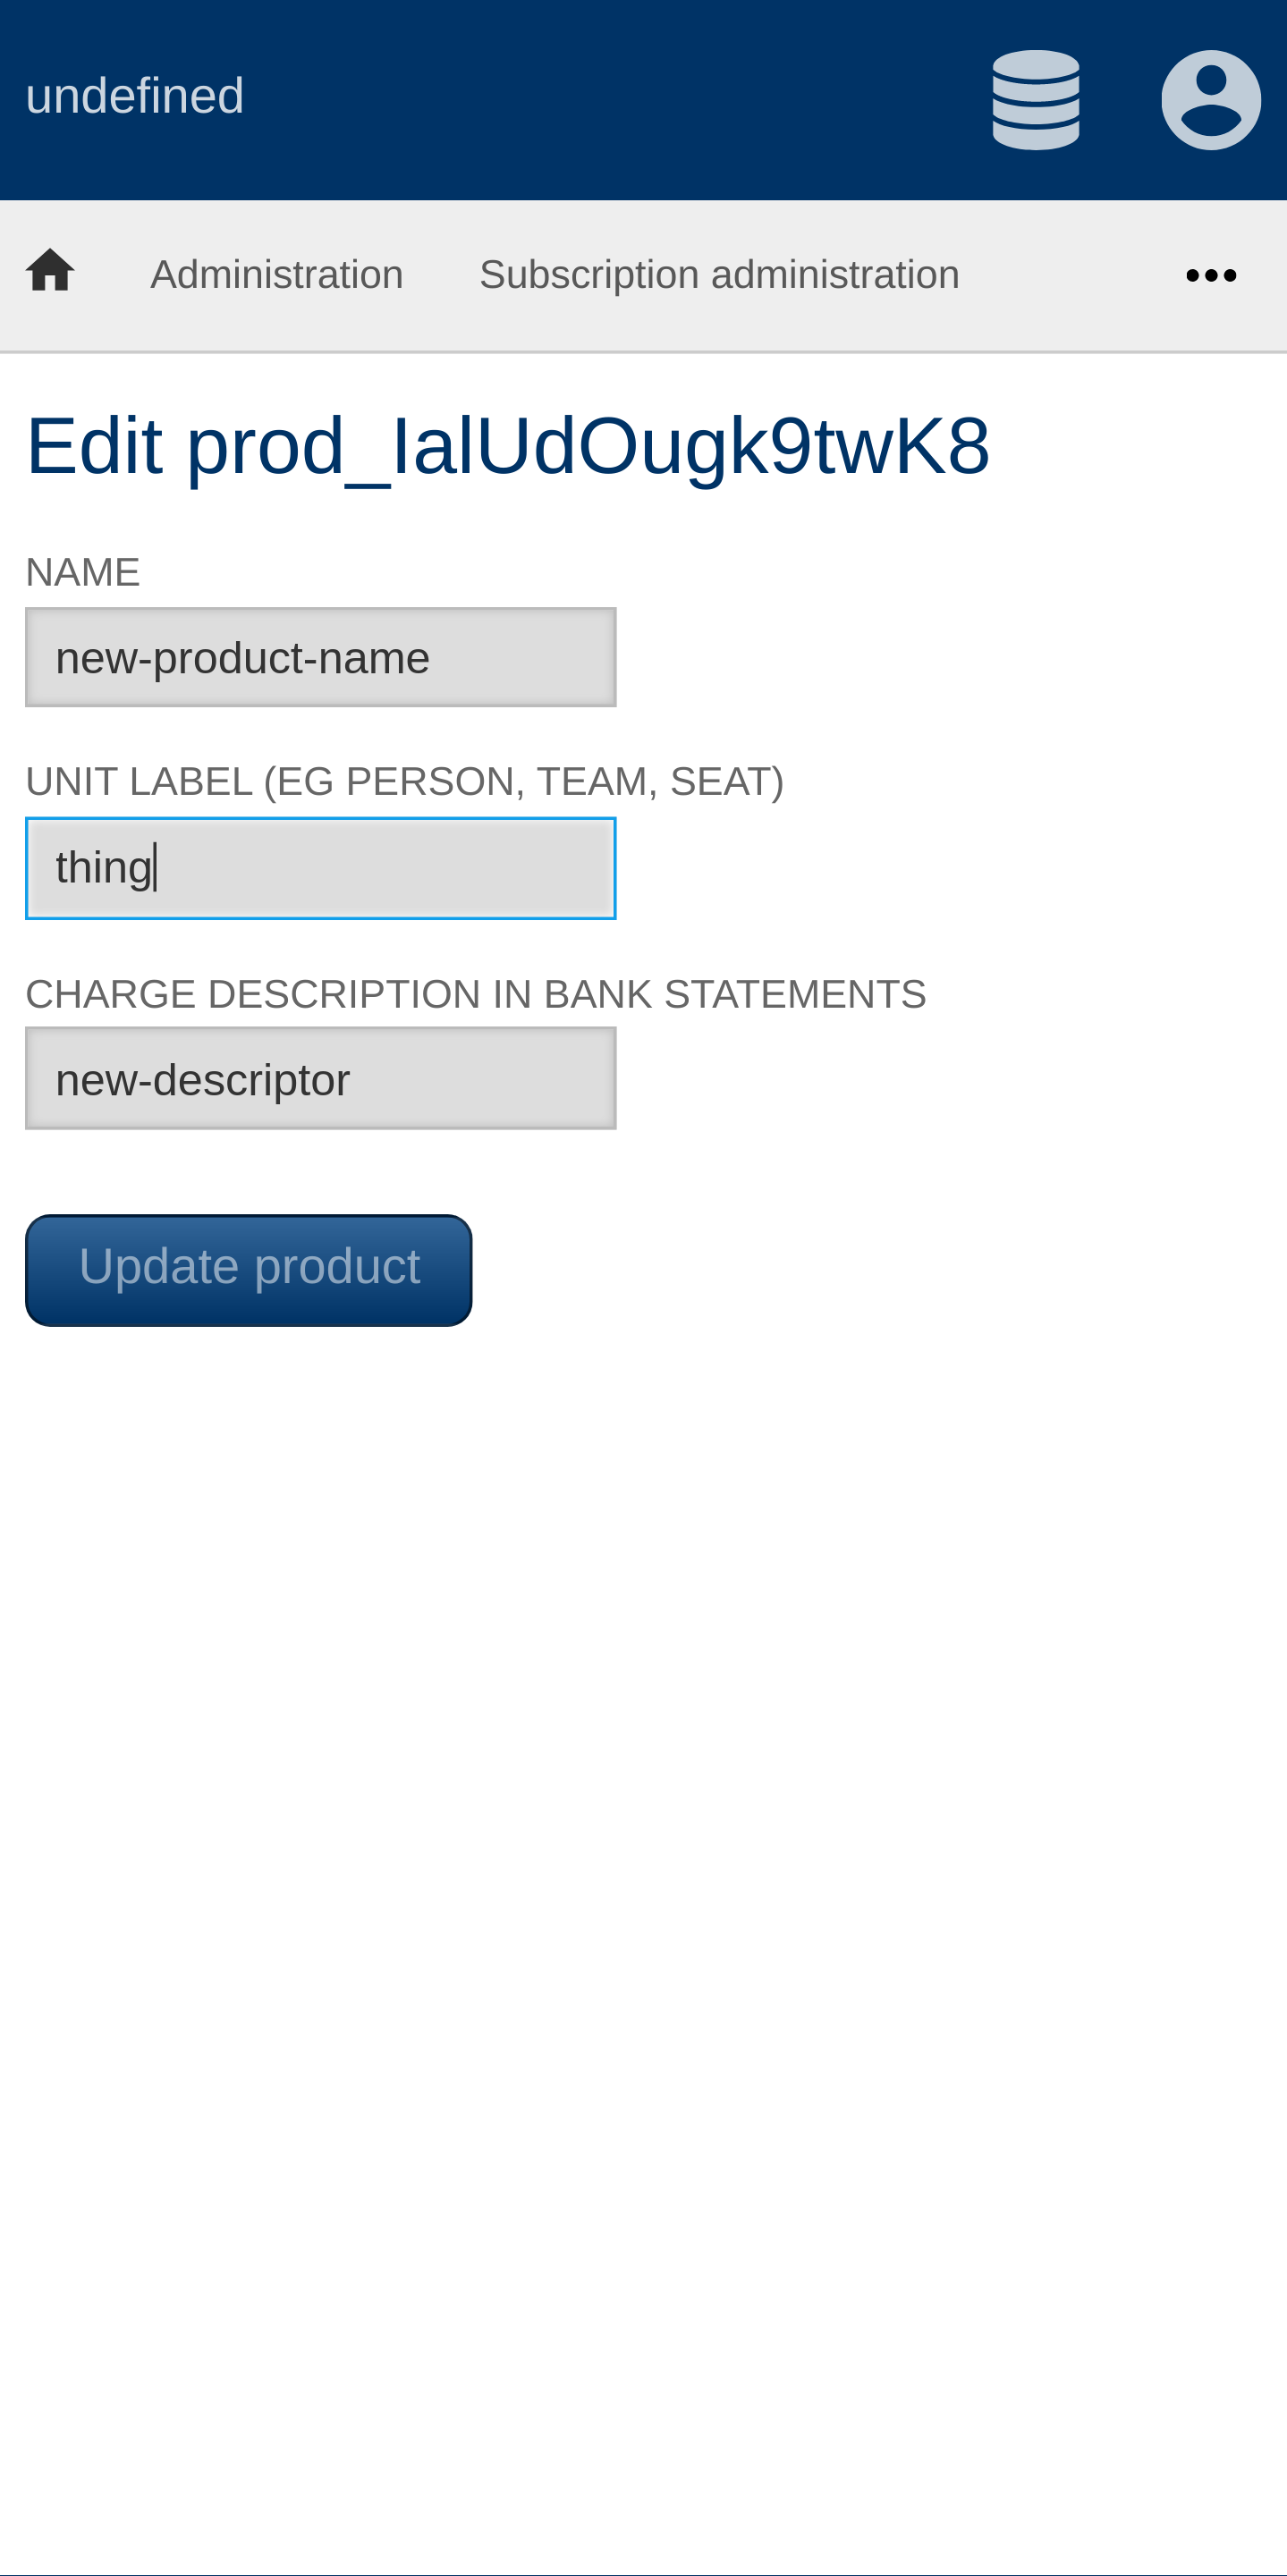 undefined
Administration Subscription administration
Edit prod_IalUdOugk9twK8
NAME
new-product-name
UNIT LABEL (EG PERSON, TEAM, SEAT)
thing
CHARGE DESCRIPTION IN BANK STATEMENTS
new-descriptor
Update product